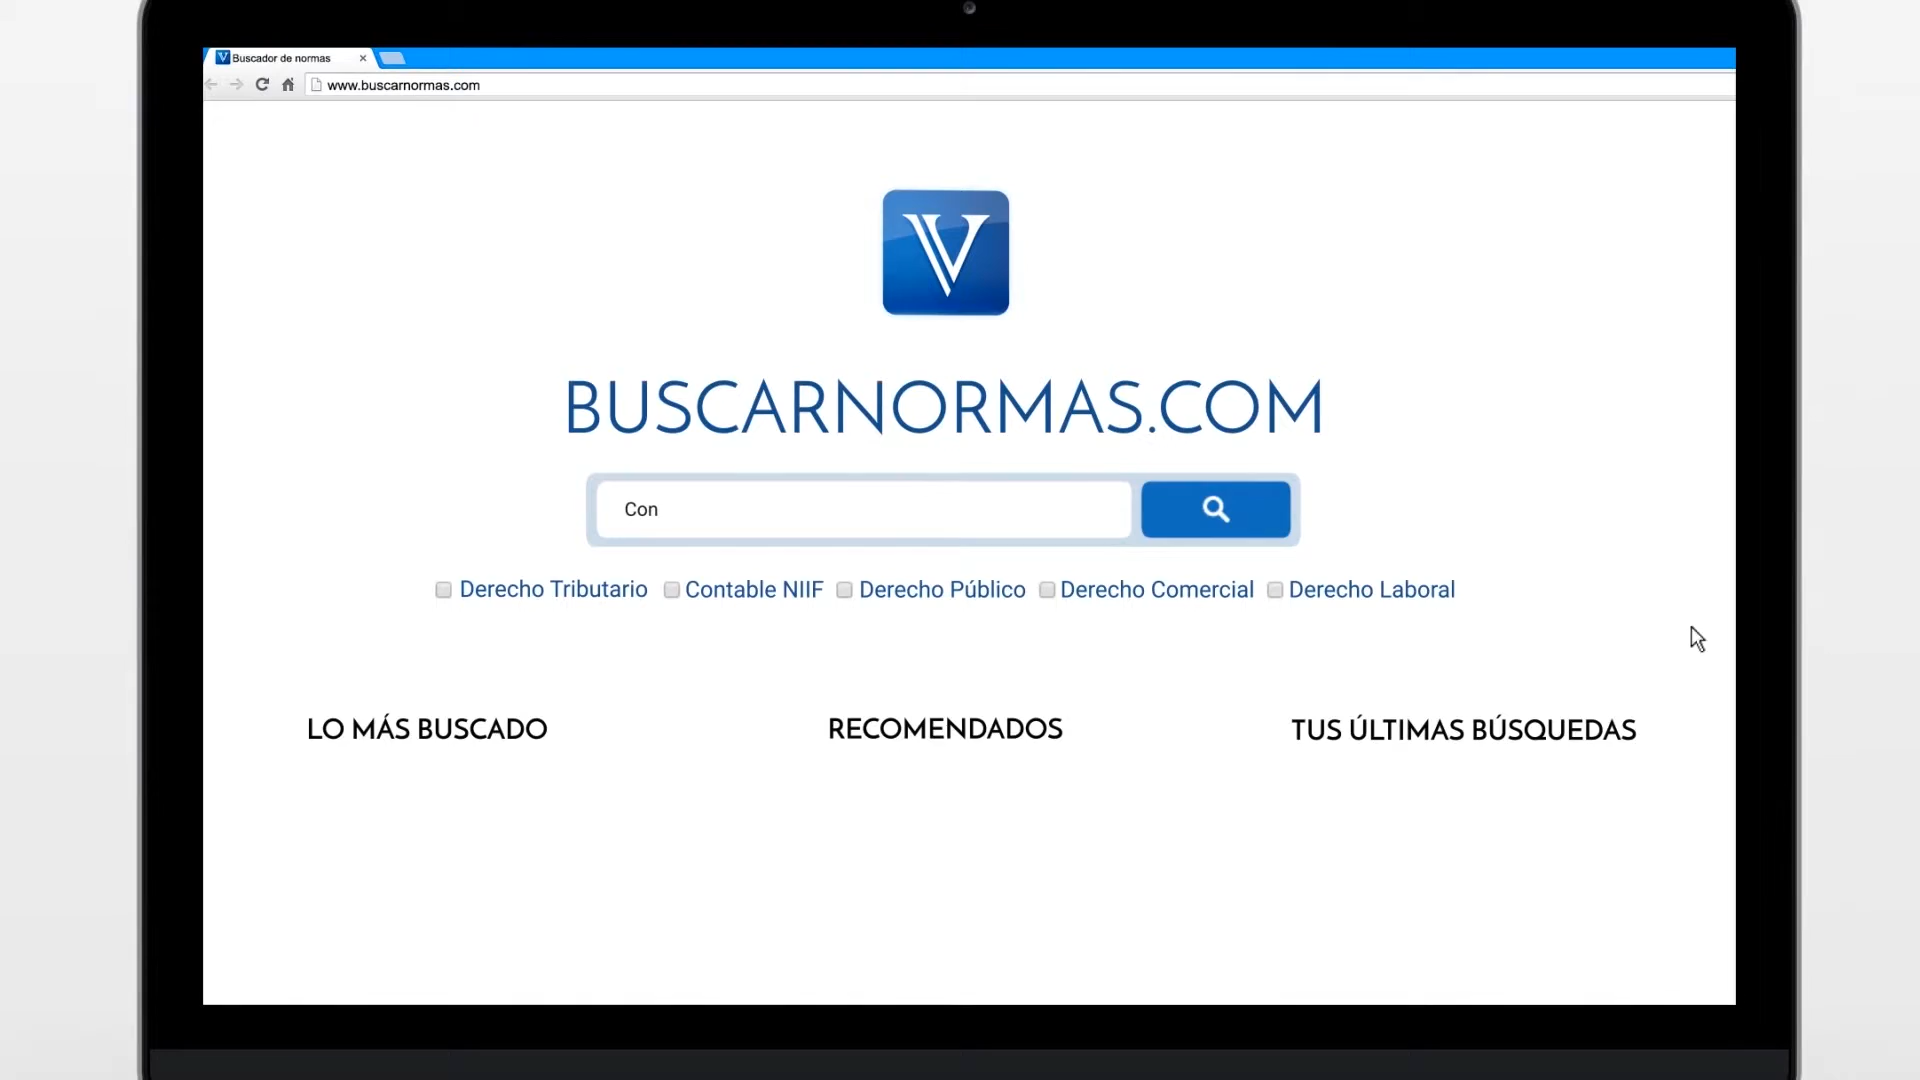 Buscador de normas
www.buscarnormas.com
V
BUSCARNORMAS.COM
Con
Derecho Tributario Contable NIIF Derecho Público Derecho Comercial Derecho Laboral
LO MÁS BUSCADO RECOMENDADOS TUS ÚLTIMAS BÚSQUEDAS